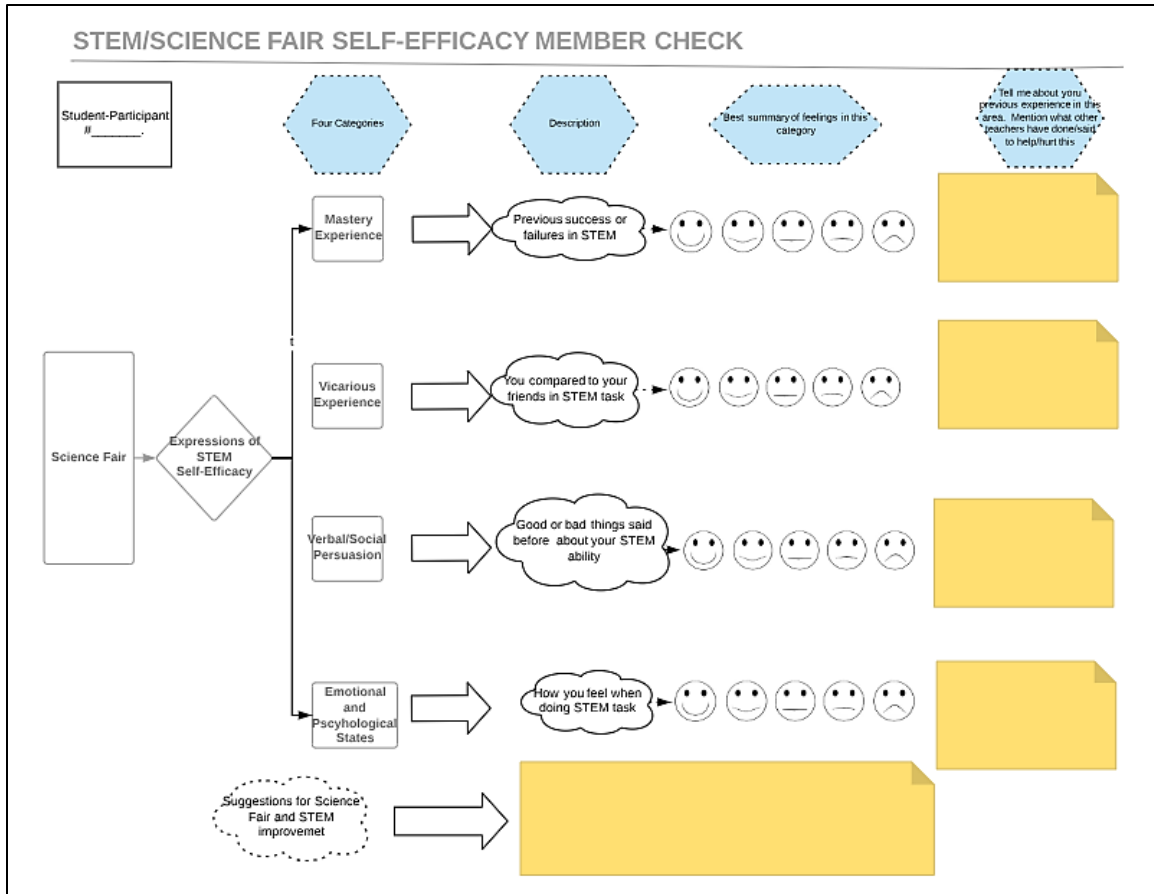 STEM/SCIENCE FAIR SELF-EFFICACY MEMBER CHECK
Student-Participant
#_______.
Four Categories
Description
Best summary of feelings in this
category
Tell me about yoru
previous experience in this
area. Mention what other
teachers have done/said
to help/hurt this
Mastery
Experience
Previous success or
failures in STEM
t
Vicarious
Experience
You compared to your
friends in STEM task
Science Fair
Expressions of
STEM
Self-Efficacy
Verbal/Social
Persuasion
Good or bad things said
before about your STEM
ability
Emotional
and
Pscyhological
States
How you feel when
doing STEM task
Suggestions for Science
Fair and STEM
improvemet